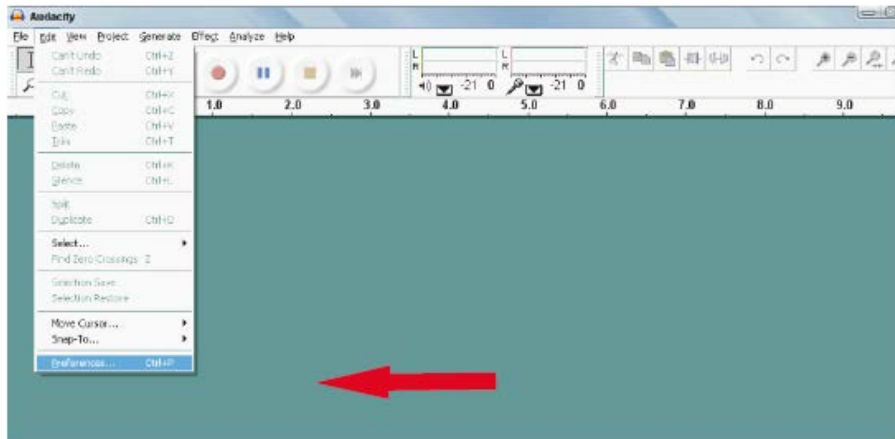 Audacity
File Edit View Project Generate Effect Analyze Help
Can't Undo Ctrl+Z
Can't Redo Ctrl+Y
Cut Ctrl+X
Copy Ctrl+C
Paste Ctrl+V
Trim Ctrl+T
Delete Ctrl+K
Silence Ctrl+L
Split
Duplicate Ctrl+D
Select...
Find Zero Crossings Z
Selection Save
Selection Restore
Move Cursor...
Snap-To...
Preferences... Ctrl+P
L
R
-21 0
L
R
-21 0
1.0 2.0 3.0 4.0 5.0 6.0 7.0 8.0 9.0